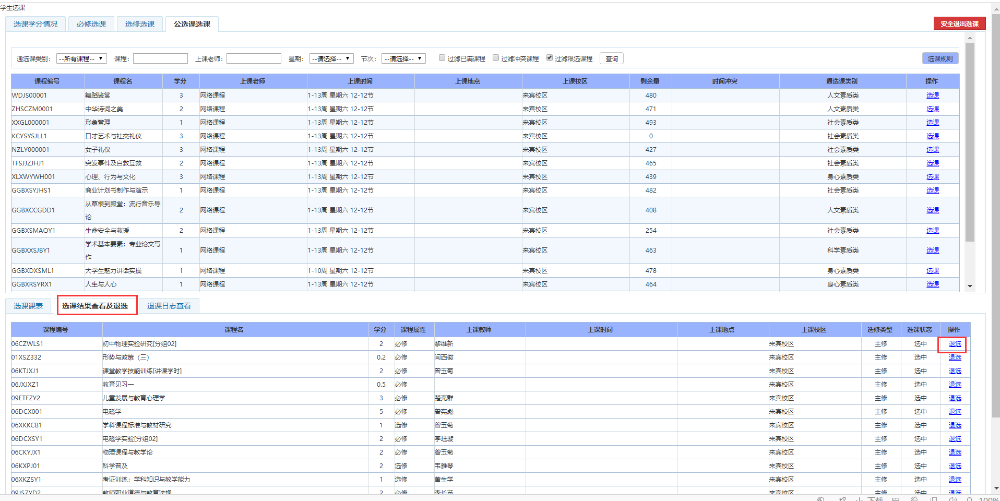 学生选课
选课学分情况 必修选课 选修选课 公选课选课 安全退出选课
通选课类别： --所有课程-- 课程： 上课老师： 星期： --请选择-- 节次： --请选择-- 过滤已满课程 过滤冲突课程 过滤限选课程 查询 选课规则
课程编号 课程名 学分 上课老师 上课时间 上课地点 上课校区 剩余量 时间冲突 通选课类别 操作
WDJS00001 舞蹈鉴赏 3 网络课程 1-13周 星期六 12-12节 来宾校区 480 人文素质类 选课
ZHSCZM0001 中华诗词之美 2 网络课程 1-13周 星期六 12-12节 来宾校区 471 人文素质类 选课
XXGL000001 形象管理 1 网络课程 1-13周 星期六 12-12节 来宾校区 493 社会素质类 选课
KCYSYSJLL1 口才艺术与社交礼仪 3 网络课程 1-13周 星期六 12-12节 来宾校区 0 社会素质类 选课
NZLY000001 女子礼仪 3 网络课程 1-13周 星期六 12-12节 来宾校区 427 社会素质类 选课
TFSJJZJHJ1 突发事件及自救互救 2 网络课程 1-13周 星期六 12-12节 来宾校区 465 社会素质类 选课
XLXWYWH001 心理、行为与文化 3 网络课程 1-13周 星期六 12-12节 来宾校区 439 身心素质类 选课
GGBXSYJHS1 商业计划书制作与演示 1 网络课程 1-13周 星期六 12-12节 来宾校区 482 社会素质类 选课
GGBXCCGDD1 从草根到殿堂：流行音乐导论 2 网络课程 1-13周 星期六 12-12节 来宾校区 408 人文素质类 选课
GGBXSMAQY1 生命安全与救援 2 网络课程 1-13周 星期六 12-12节 来宾校区 254 社会素质类 选课
GGBXXSJBY1 学术基本要素：专业论文写作 1 网络课程 1-13周 星期六 12-12节 来宾校区 463 科学素质类 选课
GGBXDXSML1 大学生魅力讲话实操 1 网络课程 1-10周 星期六 12-12节 来宾校区 478 身心素质类 选课
GGBXRSYRX1 人生与人心 1 网络课程 1-13周 星期六 12-12节 来宾校区 464 身心素质类 选课
选课课表 选课结果查看及退选 退课日志查看
课程编号 课程名 学分 课程属性 上课教师 上课时间 上课地点 上课校区 选修类型 选课状态 操作
06CZWLS1 初中物理实验研究[分组02] 2 必修 黎维新 来宾校区 主修 选中 退选
01XSZ332 形势与政策（三） 0.2 必修 闫西徽 来宾校区 主修 选中 退选
06KTJXJ1 课堂教学技能训练[讲课学时] 2 必修 曾玉菊 来宾校区 主修 选中 退选
06JXJXZ1 教育见习一 0.5 必修 来宾校区 主修 选中 退选
09ETFZY2 儿童发展与教育心理学 3 必修 楚克群 来宾校区 主修 选中 退选
06DCX001 电磁学 5 必修 曾宪彪 来宾校区 主修 选中 退选
06XKKCB1 学科课程标准与教材研究 1 选修 曾玉菊 来宾校区 主修 选中 退选
06DCXSY1 电磁学实验[分组02] 2 必修 李珏璇 来宾校区 主修 选中 退选
06CKYJX1 物理课程与教学论 2 必修 曾玉菊 来宾校区 主修 选中 退选
06KXPJ01 科学普及 2 选修 韦雅琴 来宾校区 主修 选中 退选
06XKZSY1 考证训练：学科知识与教学能力 1 选修 黄生学 来宾校区 主修 选中 退选
09JSZYD2 教师职业道德与教育法规 2 必修 李长英 来宾校区 主修 选中 退选
下载 100%